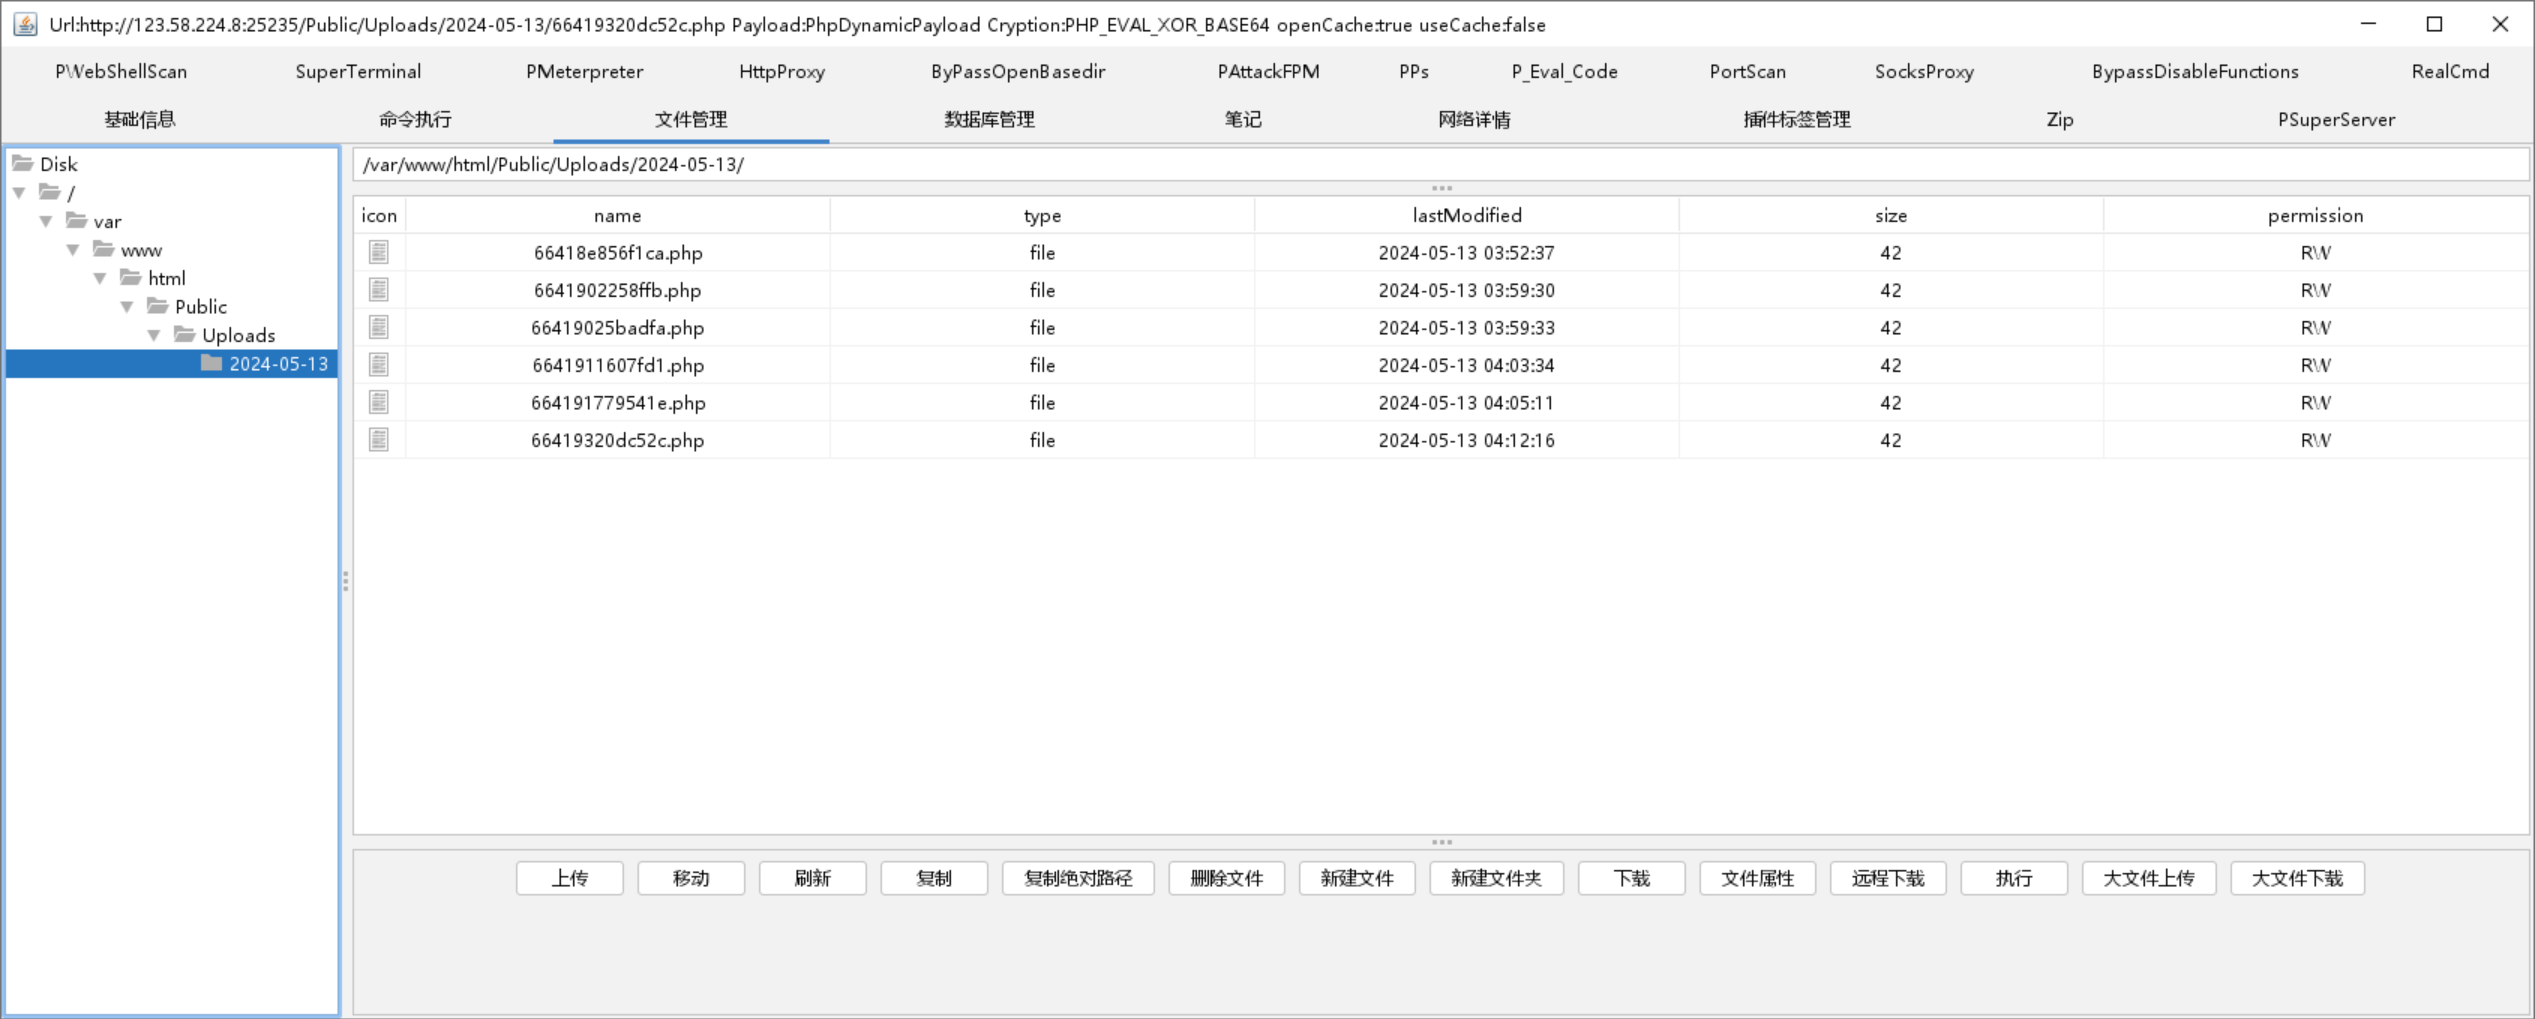 Url:http://123.58.224.8:25235/Public/Uploads/2024-05-13/66419320dc52c.php Payload:PhpDynamicPayload Cryption:PHP_EVAL_XOR_BASE64 openCache:true useCache:false
PWebShellScan SuperTerminal PMeterpreter HttpProxy ByPassOpenBasedir PAttackFPM PPs P_Eval_Code PortScan SocksProxy BypassDisableFunctions RealCmd
基础信息 命令执行 文件管理 数据库管理 笔记 网络详情 插件标签管理 Zip PSuperServer
Disk
/
var
www
html
Public
Uploads
2024-05-13
/var/www/html/Public/Uploads/2024-05-13/
icon name type lastModified size permission
66418e856f1ca.php file 2024-05-13 03:52:37 42 RW
6641902258ffb.php file 2024-05-13 03:59:30 42 RW
66419025badfa.php file 2024-05-13 03:59:33 42 RW
6641911607fd1.php file 2024-05-13 04:03:34 42 RW
664191779541e.php file 2024-05-13 04:05:11 42 RW
66419320dc52c.php file 2024-05-13 04:12:16 42 RW
上传 移动 刷新 复制 复制绝对路径 删除文件 新建文件 新建文件夹 下载 文件属性 远程下载 执行 大文件上传 大文件下载